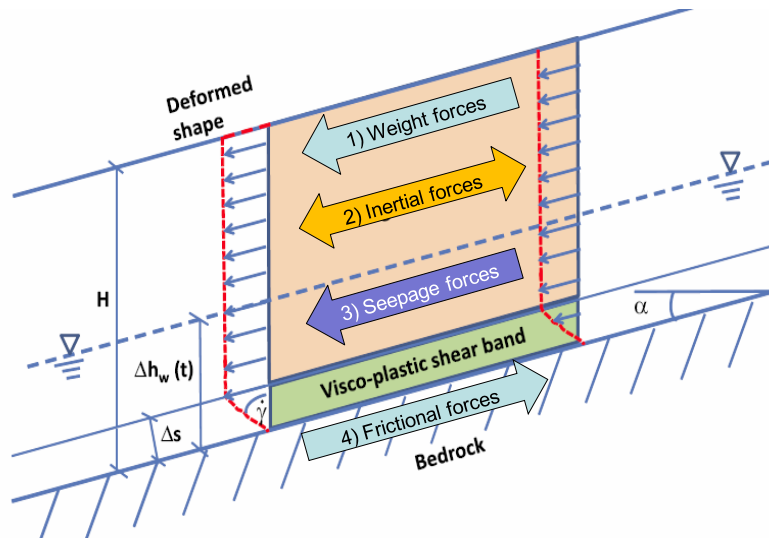 Deformed
shape
1) Weight forces
2) Inertial forces
H
3) Seepage forces
α
Δhw (t)
Visco-plastic shear band
γ̇
Δs
4) Frictional forces
Bedrock